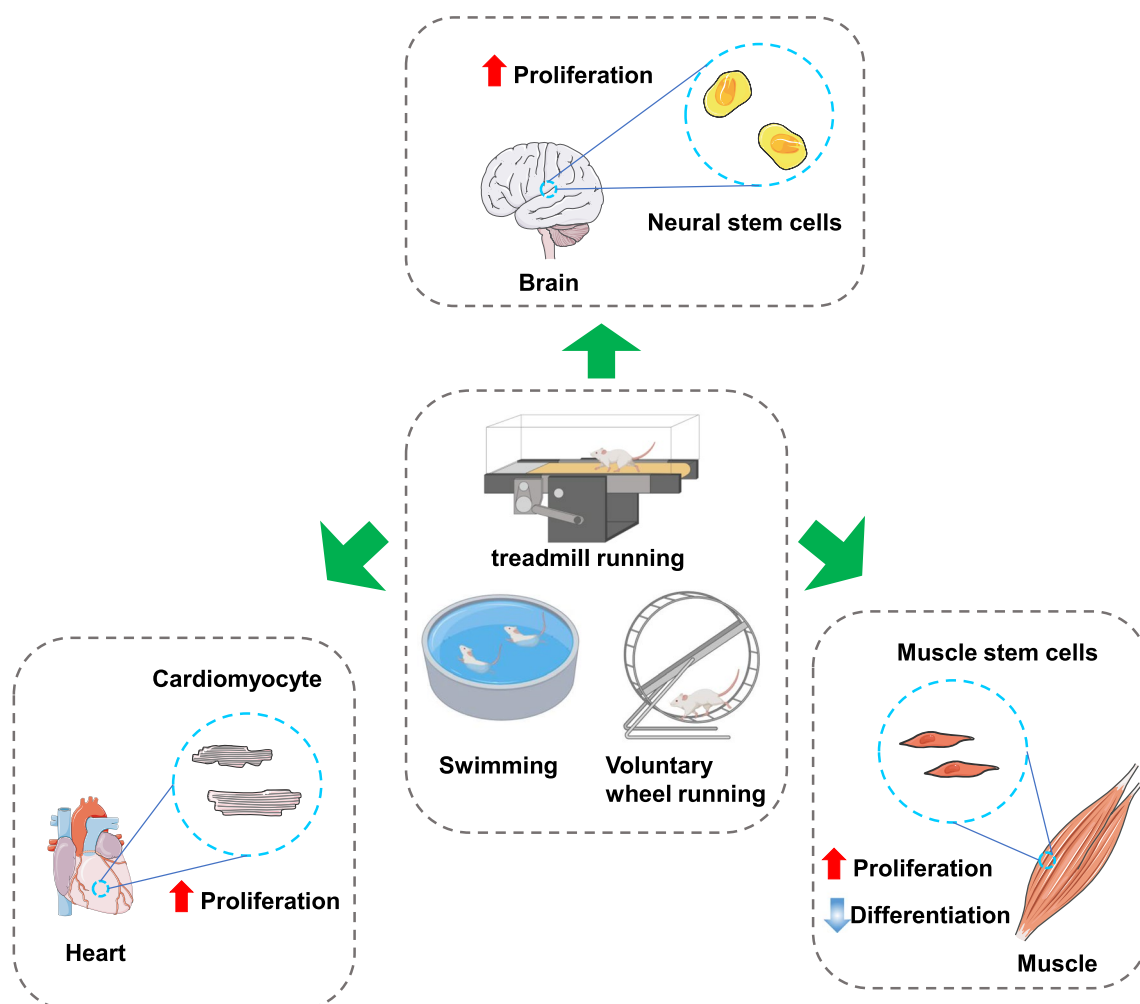 Proliferation
Neural stem cells
Brain
treadmill running
Swimming
Voluntary
wheel running
Cardiomyocyte
Proliferation
Heart
Muscle stem cells
Proliferation
Differentiation
Muscle